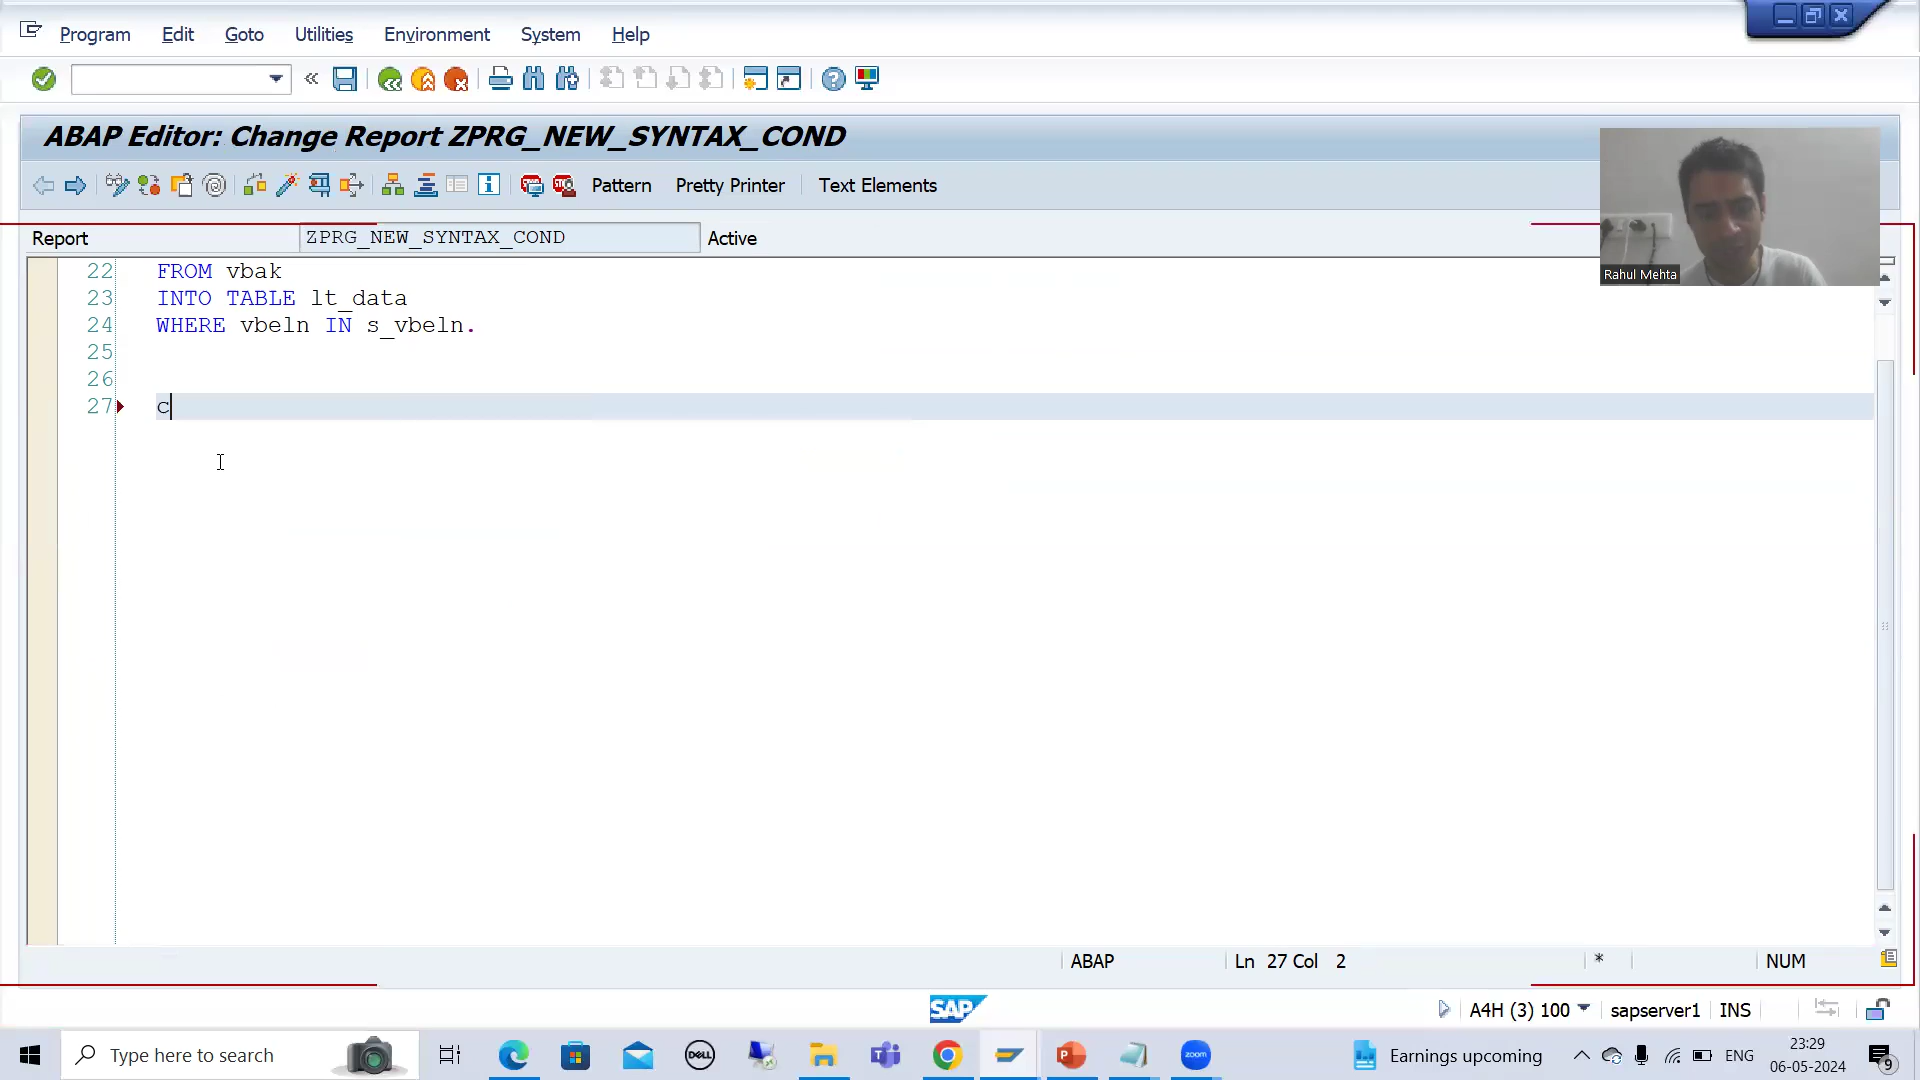 Program Edit Goto Utilities Environment System Help
ABAP Editor: Change Report ZPRG_NEW_SYNTAX_COND
Pattern Pretty Printer Text Elements
Report ZPRG_NEW_SYNTAX_COND Active
Rahul Mehta
22 FROM vbak
23 INTO TABLE lt_data
24 WHERE vbeln IN s_vbeln.
25
26
27 c
ABAP Ln 27 Col 2 * NUM
SAP A4H (3) 100 sapserver1 INS
Type here to search DELL zoom Earnings upcoming ENG 23:29
06-05-2024 9